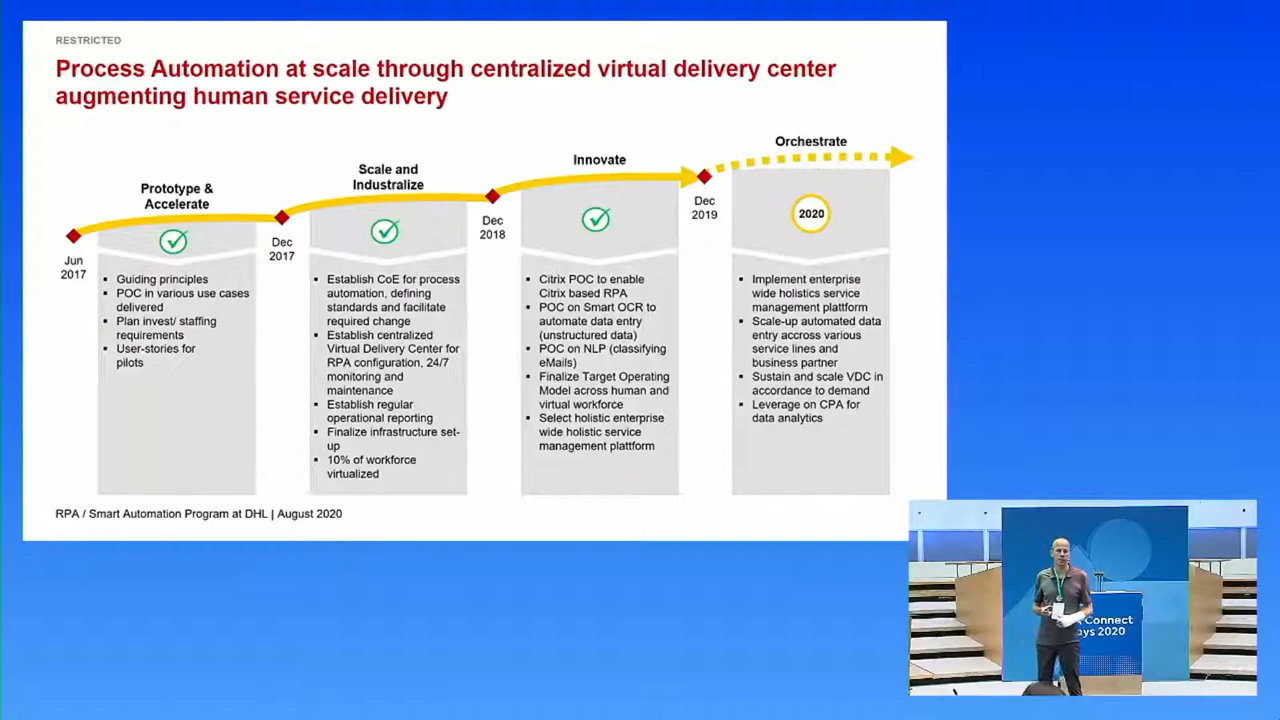 RESTRICTED
Process Automation at scale through centralized virtual delivery center
augmenting human service delivery
Prototype &
Accelerate
Scale and
Industralize
Innovate
Orchestrate
Jun
2017
Dec
2017
Dec
2018
Dec
2019
2020
▪ Guiding principles
▪ POC in various use cases
delivered
▪ Plan invest/ staffing
requirements
▪ User-stories for
pilots
▪ Establish CoE for process
automation, defining
standards and facilitate
required change
▪ Establish centralized
Virtual Delivery Center for
RPA configuration, 24/7
monitoring and
maintenance
▪ Establish regular
operational reporting
▪ Finalize infrastructure set-
up
▪ 10% of workforce
virtualized
▪ Citrix POC to enable
Citrix based RPA
▪ POC on Smart OCR to
automate data entry
(unstructured data)
▪ POC on NLP (classifying
eMails)
▪ Finalize Target Operating
Model across human and
virtual workforce
▪ Select holistic enterprise
wide holistic service
management plattform
▪ Implement enterprise
wide holistics service
management plattform
▪ Scale-up automated data
entry accross various
service lines and
business partner
▪ Sustain and scale VDC in
accordance to demand
▪ Leverage on CPA for
data analytics
RPA / Smart Automation Program at DHL | August 2020
Connect
ays 2020